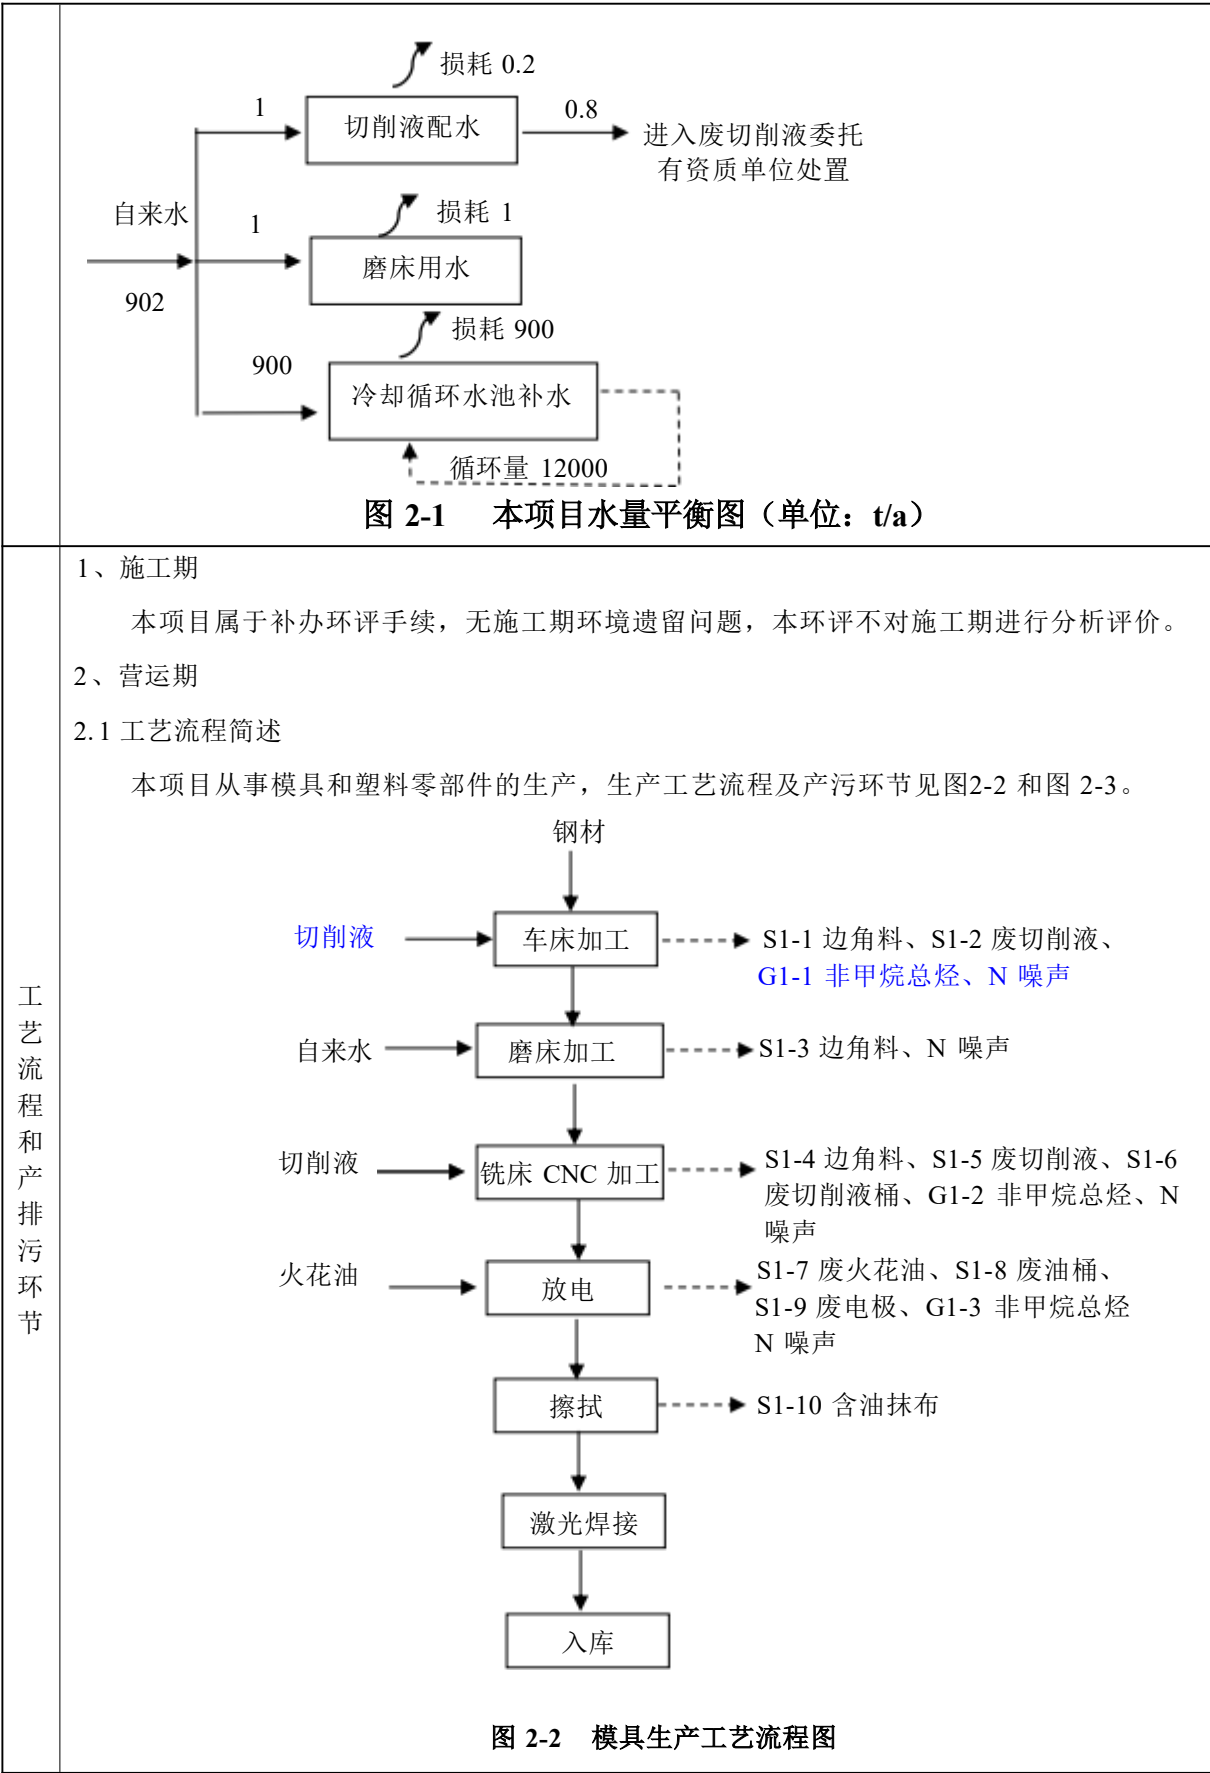 损耗 0.2
1
切削液配水
0.8
进入废切削液委托
有资质单位处置
自来水
902
1
损耗 1
磨床用水
900
损耗 900
冷却循环水池补水
循环量 12000
图 2-1 本项目水量平衡图（单位：t/a）
工艺流程和产排污环节
1、施工期
本项目属于补办环评手续，无施工期环境遗留问题，本环评不对施工期进行分析评价。
2、营运期
2.1 工艺流程简述
本项目从事模具和塑料零部件的生产，生产工艺流程及产污环节见图2-2 和图 2-3。
钢材
切削液
车床加工
S1-1 边角料、S1-2 废切削液、
G1-1 非甲烷总烃、N 噪声
自来水
磨床加工
S1-3 边角料、N 噪声
切削液
铣床 CNC 加工
S1-4 边角料、S1-5 废切削液、S1-6
废切削液桶、G1-2 非甲烷总烃、N
噪声
火花油
放电
S1-7 废火花油、S1-8 废油桶、
S1-9 废电极、G1-3 非甲烷总烃
N 噪声
擦拭
S1-10 含油抹布
激光焊接
入库
图 2-2 模具生产工艺流程图